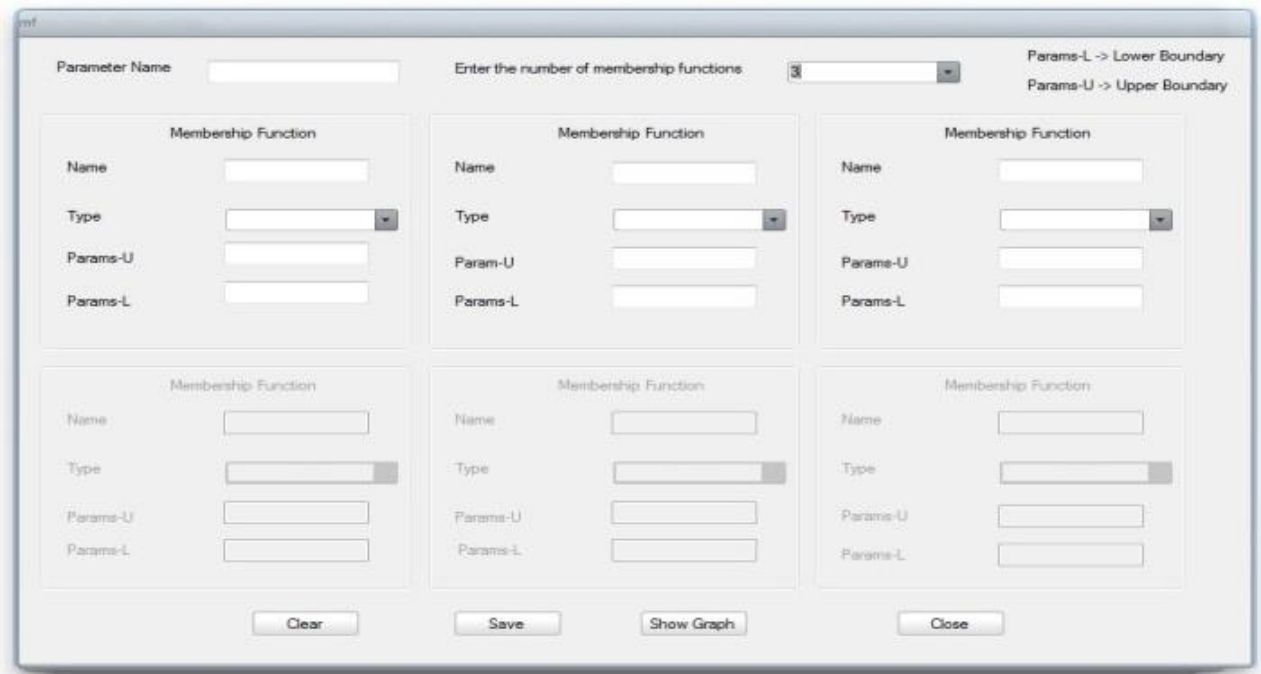 mf
Parameter Name
Enter the number of membership functions
3
Params-L -> Lower Boundary
Params-U -> Upper Boundary
Membership Function
Name
Type
Params-U
Params-L
Membership Function
Name
Type
Param-U
Params-L
Membership Function
Name
Type
Params-U
Params-L
Membership Function
Name
Type
Params-U
Params-L
Membership Function
Name
Type
Params-U
Params-L
Membership Function
Name
Type
Params-U
Params-L
Clear
Save
Show Graph
Close